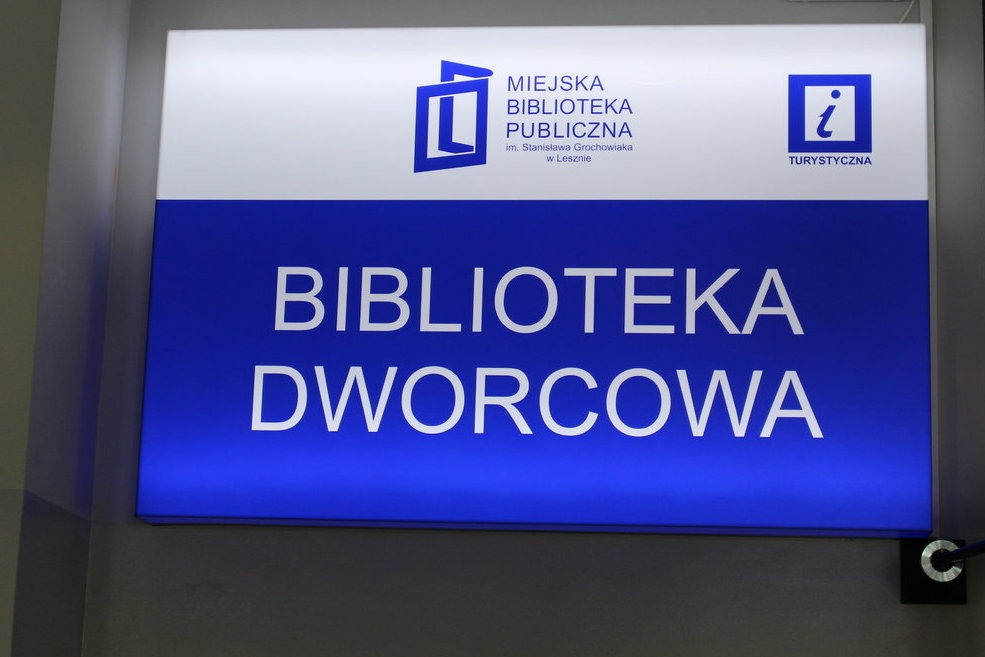 MIEJSKA
BIBLIOTEKA
PUBLICZNA
im. Stanisława Grochowiaka
w Lesznie
i
TURYSTYCZNA
BIBLIOTEKA
DWORCOWA